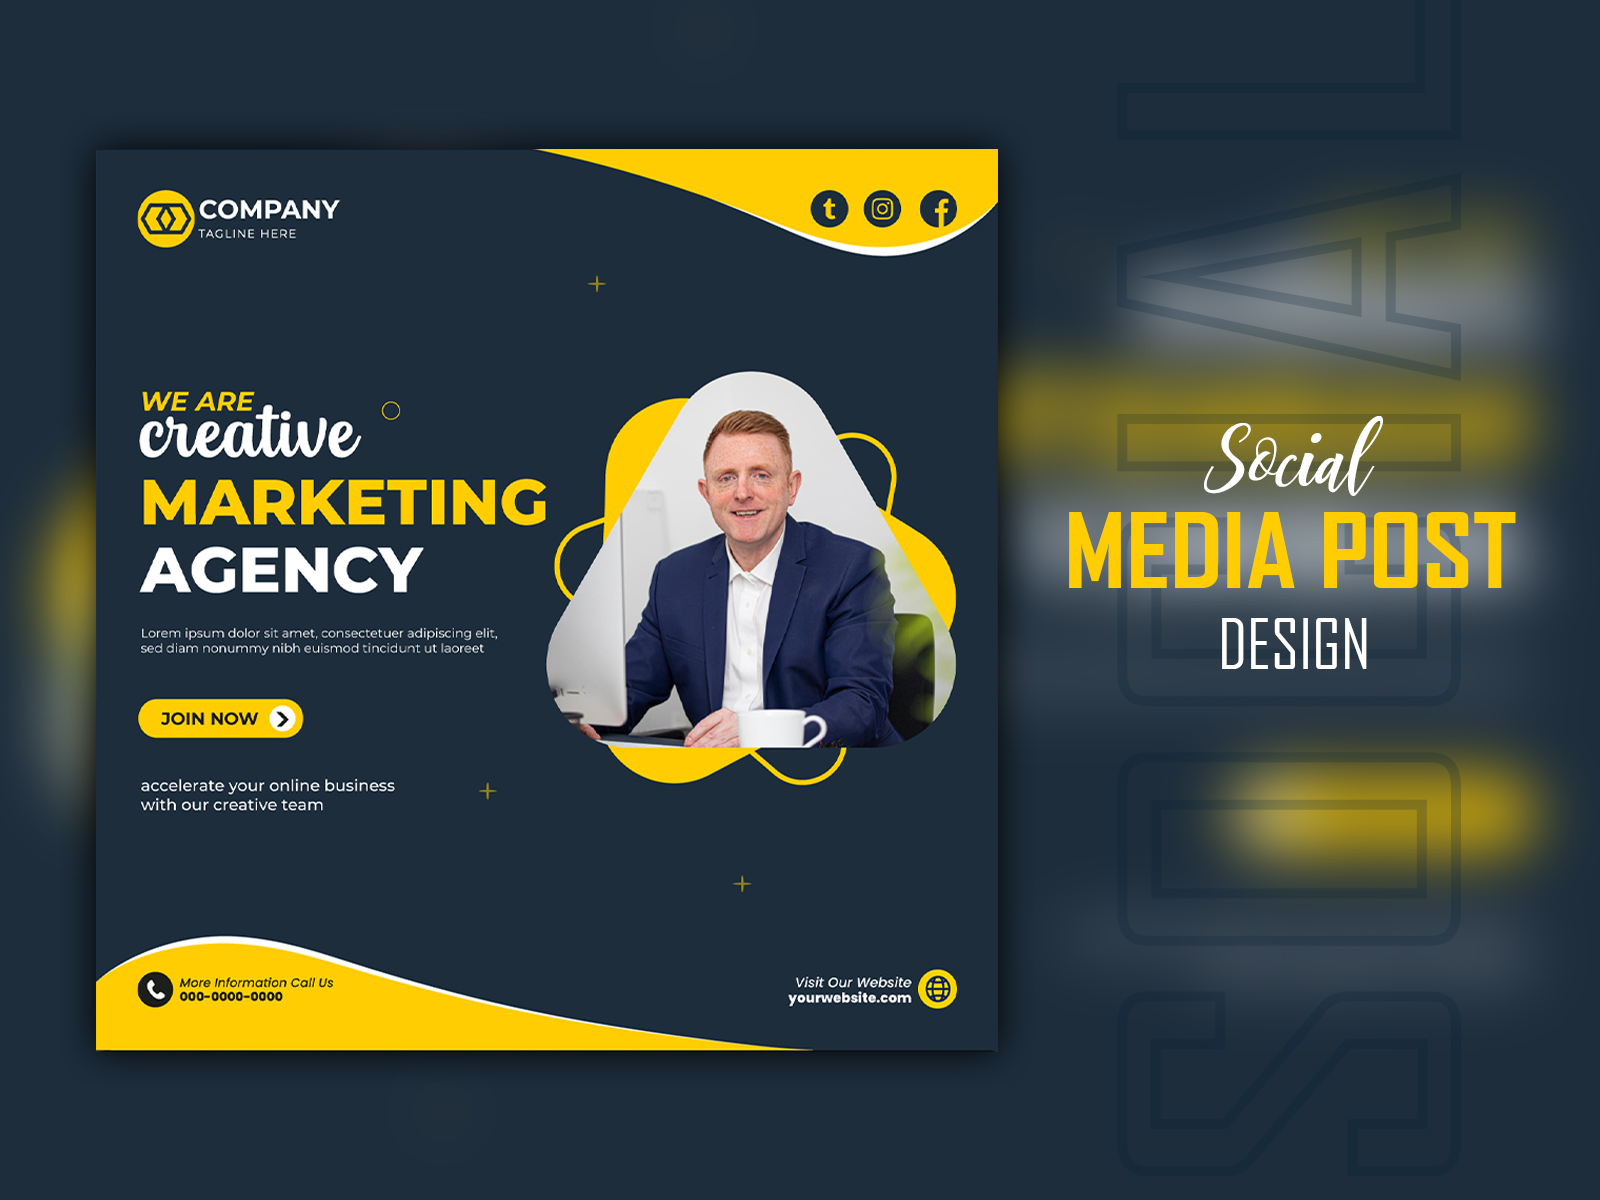 COMPANY
TAGLINE HERE
WE ARE
creative
MARKETING
AGENCY
Lorem ipsum dolor sit amet, consectetuer adipiscing elit,
sed diam nonummy nibh euismod tincidunt ut laoreet
JOIN NOW
accelerate your online business
with our creative team
More Information Call Us
000-0000-0000
Visit Our Website
yourwebsite.com
Social
MEDIA POST
DESIGN
SOCIAL